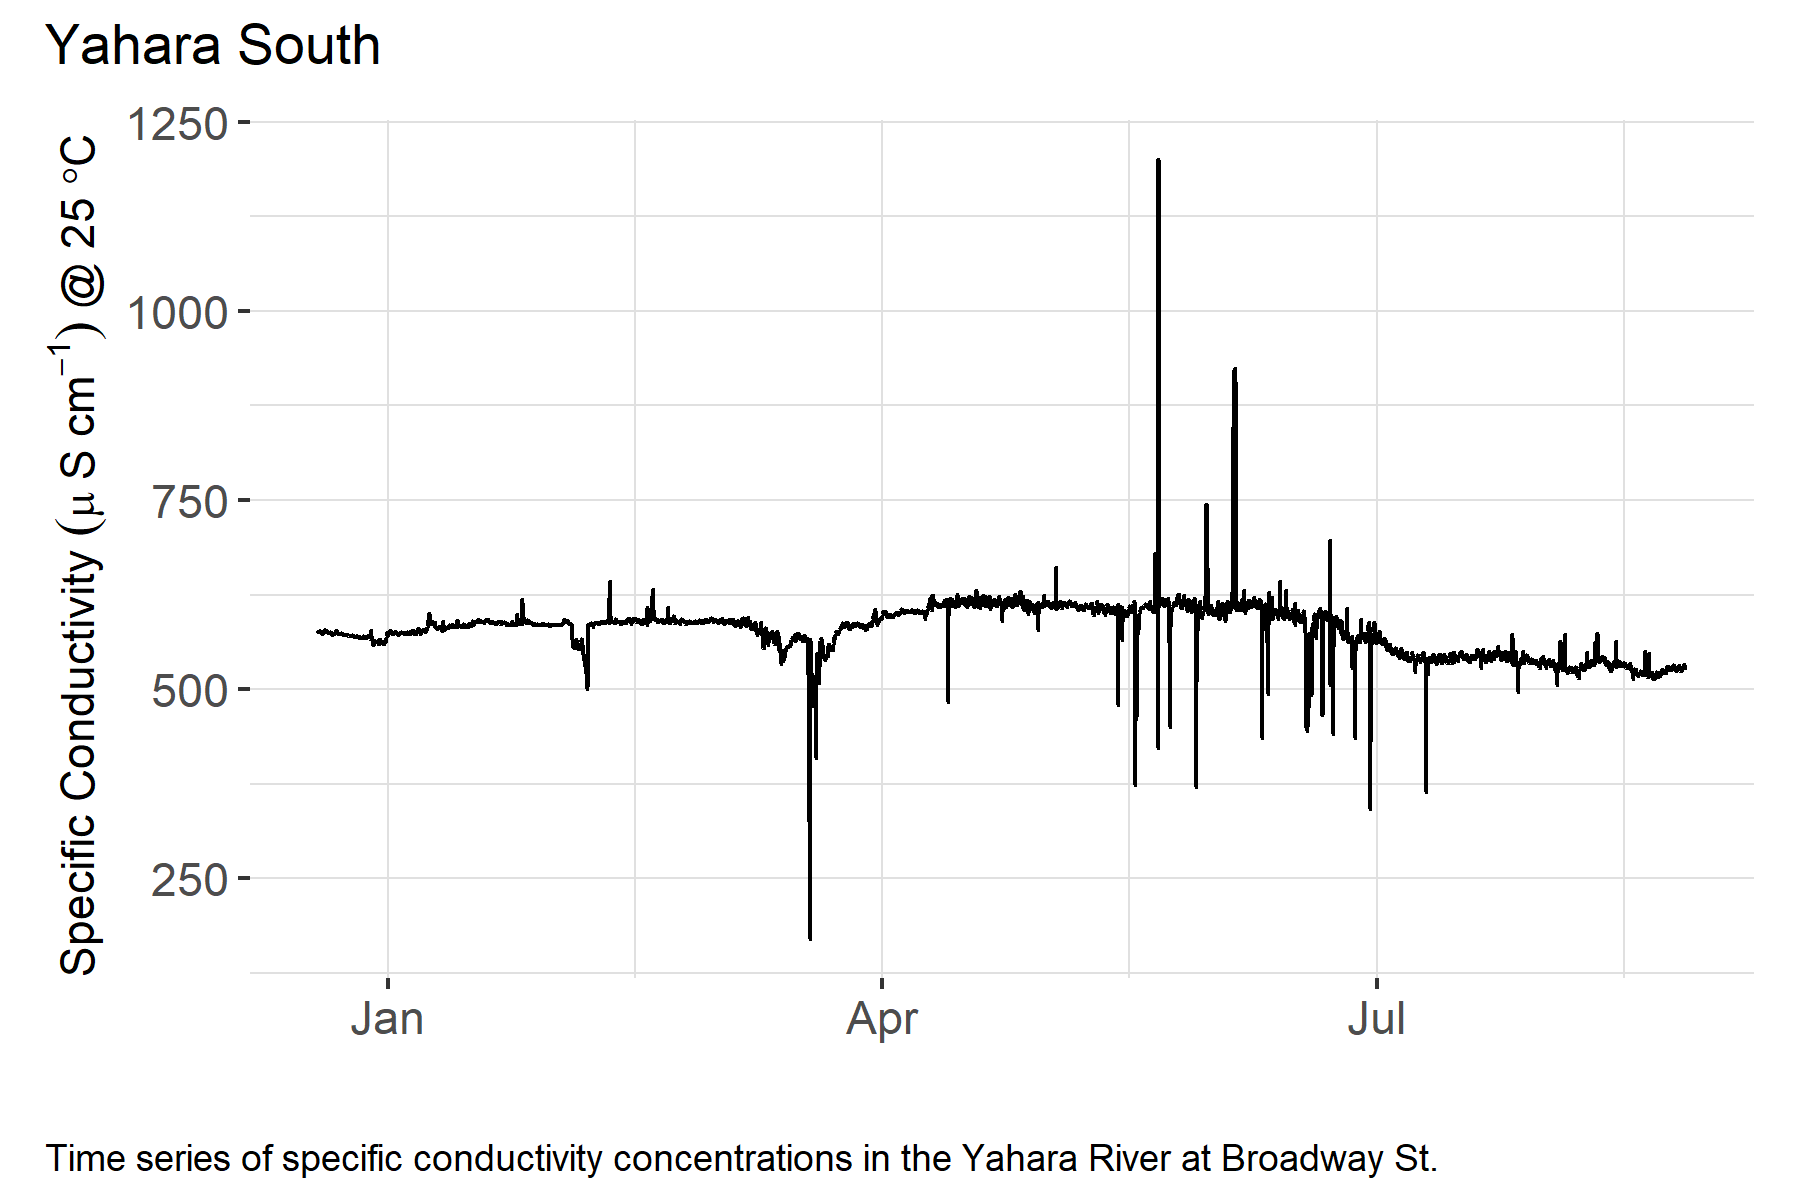 Yahara South
Specific Conductivity (μ S cm⁻¹) @ 25 °C
1250
1000
750
500
250
Jan Apr Jul
Time series of specific conductivity concentrations in the Yahara River at Broadway St.